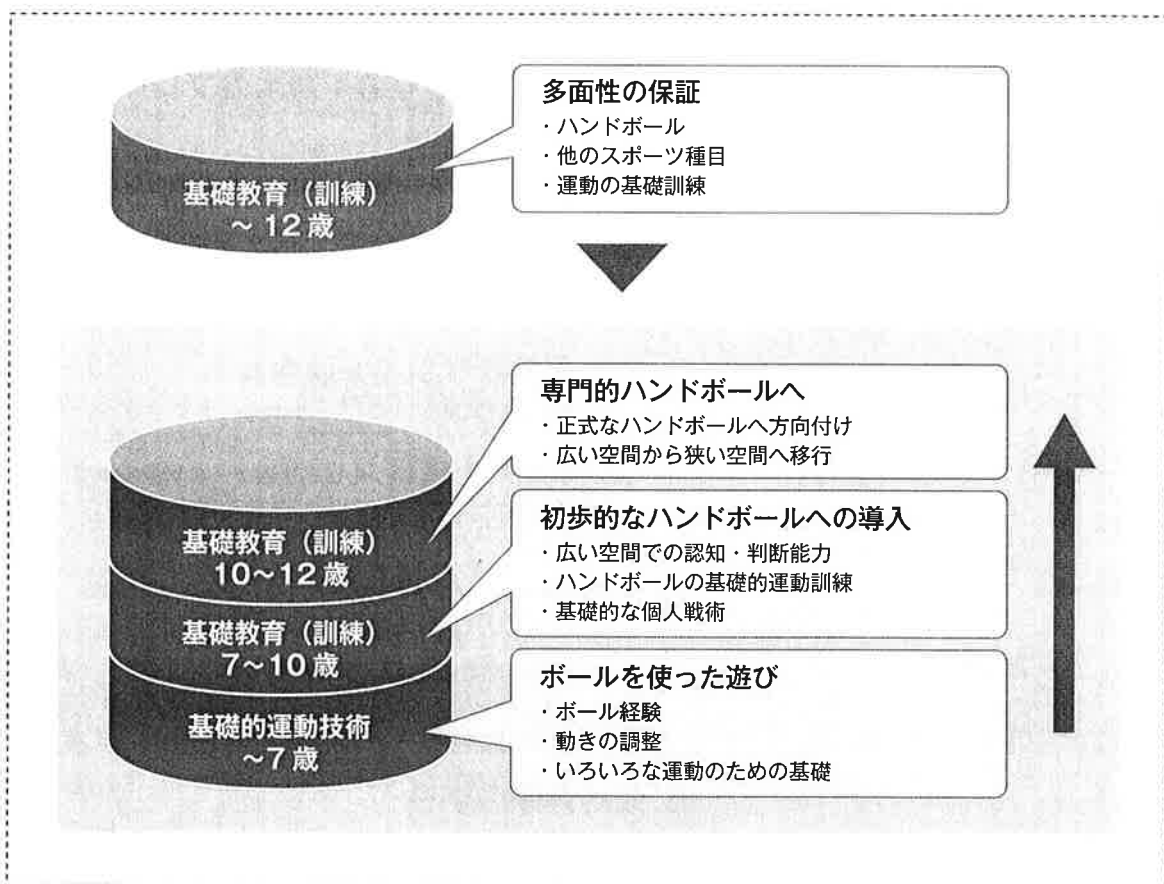 多面性の保証
・ハンドボール
・他のスポーツ種目
・運動の基礎訓練
基礎教育（訓練）
～ 12 歳
専門的ハンドボールへ
・正式なハンドボールへ方向付け
・広い空間から狭い空間へ移行
基礎教育（訓練）
10～12 歳
初歩的なハンドボールへの導入
・広い空間での認知・判断能力
・ハンドボールの基礎的運動訓練
・基礎的な個人戦術
基礎教育（訓練）
7～10 歳
ボールを使った遊び
・ボール経験
・動きの調整
・いろいろな運動のための基礎
基礎的運動技術
～7 歳